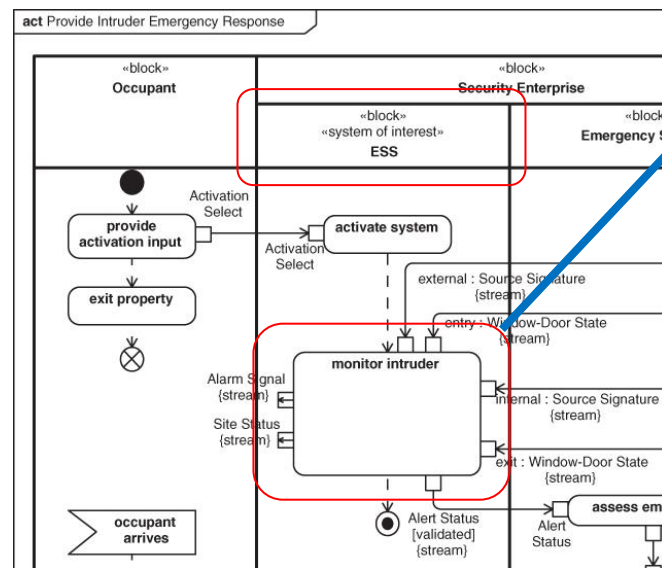 act Provide Intruder Emergency Response
«block»
Occupant
«block»
Security Enterprise
«block»
«system of interest»
ESS
«block
Emergency S
Activation
Select
provide
activation input
activate system
Activation
Select
exit property
external : Source Signature
{stream}
entry : Window-Door State
{stream}
monitor intruder
Alarm Signal
{stream}
internal : Source Signature
{stream}
Site Status
{stream}
exit : Window-Door State
{stream}
Alert Status
[validated]
{stream}
assess em
Alert
Status
occupant
arrives